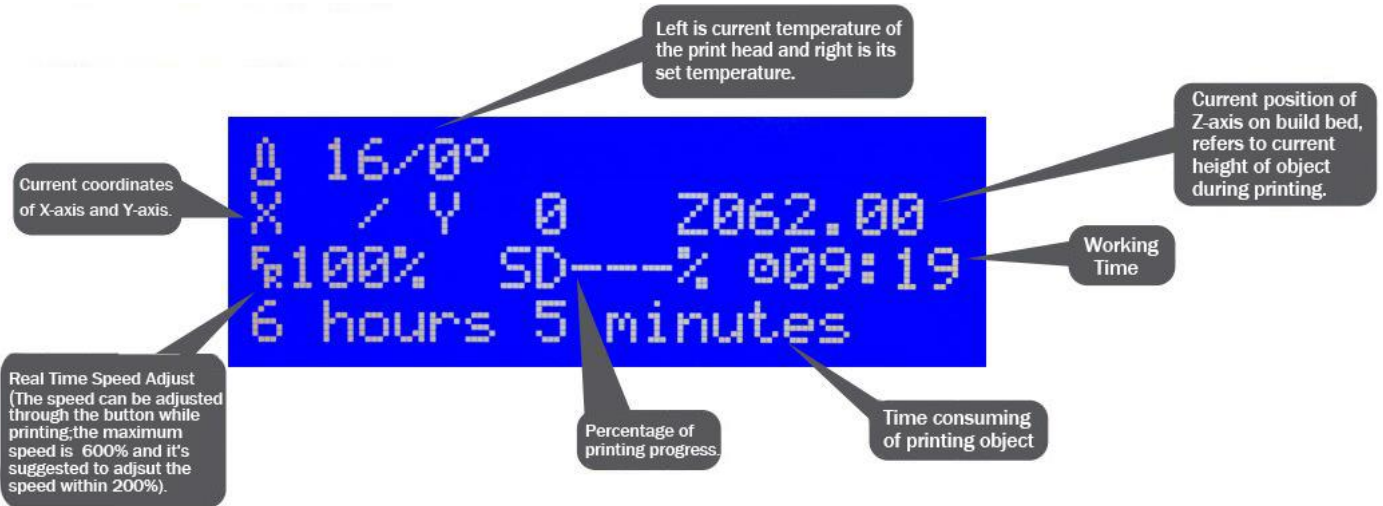 Left is current temperature of
the print head and right is its
set temperature.
Current position of
Z-axis on build bed,
refers to current
height of object
during printing.
Current coordinates
of X-axis and Y-axis.
16/0°
X / Y 0 Z062.00
FR100% SD---% 09:19
6 hours 5 minutes
Working
Time
Real Time Speed Adjust
(The speed can be adjusted
through the button while
printing;the maximum
speed is 600% and it's
suggested to adjsut the
speed within 200%).
Percentage of
printing progress.
Time consuming
of printing object